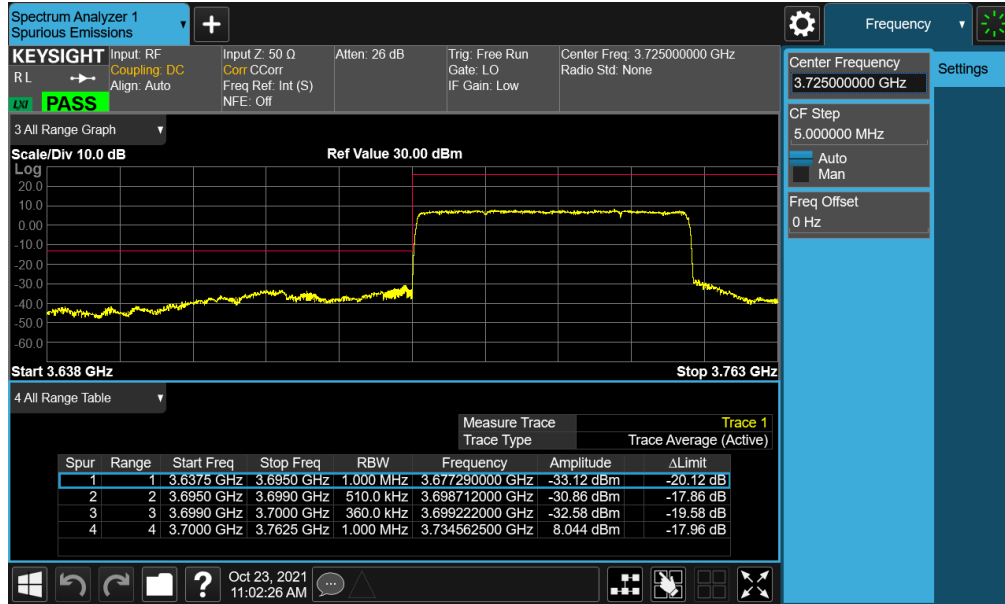 Spectrum Analyzer 1
Spurious Emissions
+
Frequency
KEYSIGHT
R L
LXI
PASS
Input: RF
Coupling: DC
Align: Auto
Input Z: 50 Ω
Corr CCorr
Freq Ref: Int (S)
NFE: Off
Atten: 26 dB
Trig: Free Run
Gate: LO
IF Gain: Low
Center Freq: 3.725000000 GHz
Radio Std: None
Center Frequency
3.725000000 GHz
Settings
CF Step
5.000000 MHz
Auto
Man
Freq Offset
0 Hz
3 All Range Graph
Scale/Div 10.0 dB
Ref Value 30.00 dBm
Log
20.0
10.0
0.00
-10.0
-20.0
-30.0
-40.0
-50.0
-60.0
Start 3.638 GHz
Stop 3.763 GHz
4 All Range Table
Measure Trace Trace 1
Trace Type Trace Average (Active)
Spur Range Start Freq Stop Freq RBW Frequency Amplitude ΔLimit
1 1 3.6375 GHz 3.6950 GHz 1.000 MHz 3.677290000 GHz -33.12 dBm -20.12 dB
2 2 3.6950 GHz 3.6990 GHz 510.0 kHz 3.698712000 GHz -30.86 dBm -17.86 dB
3 3 3.6990 GHz 3.7000 GHz 360.0 kHz 3.699222000 GHz -32.58 dBm -19.58 dB
4 4 3.7000 GHz 3.7625 GHz 1.000 MHz 3.734562500 GHz 8.044 dBm -17.96 dB
?
Oct 23, 2021
11:02:26 AM